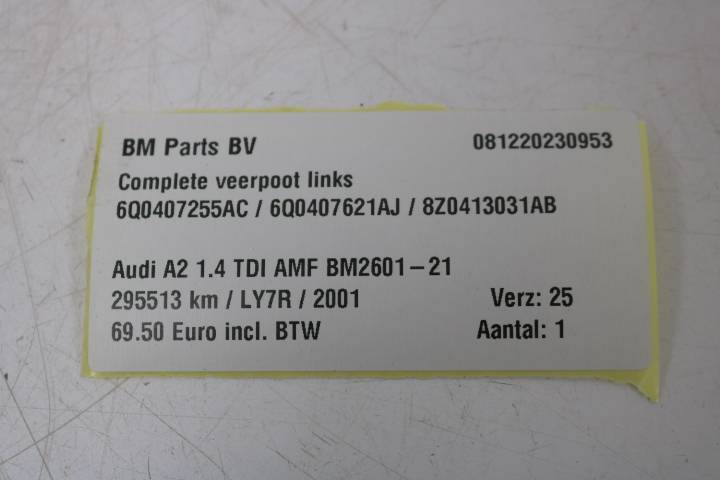 BM Parts BV 081220230953
Complete veerpoot links
6Q0407255AC / 6Q0407621AJ / 8Z0413031AB
Audi A2 1.4 TDI AMF BM2601-21
295513 km / LY7R / 2001 Verz: 25
69.50 Euro incl. BTW Aantal: 1